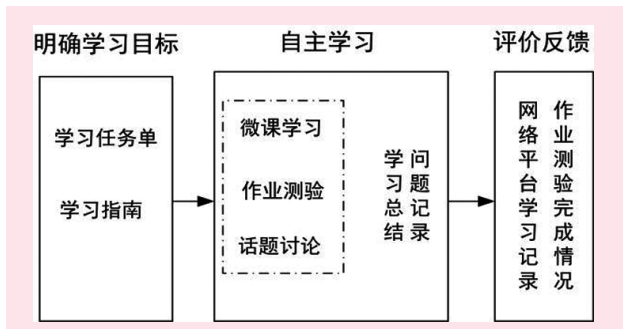 明确学习目标
自主学习
评价反馈
学习任务单
学习指南
微课学习
作业测验
话题讨论
学习总结
问题记录
网络平台学习记录
作业测验完成情况